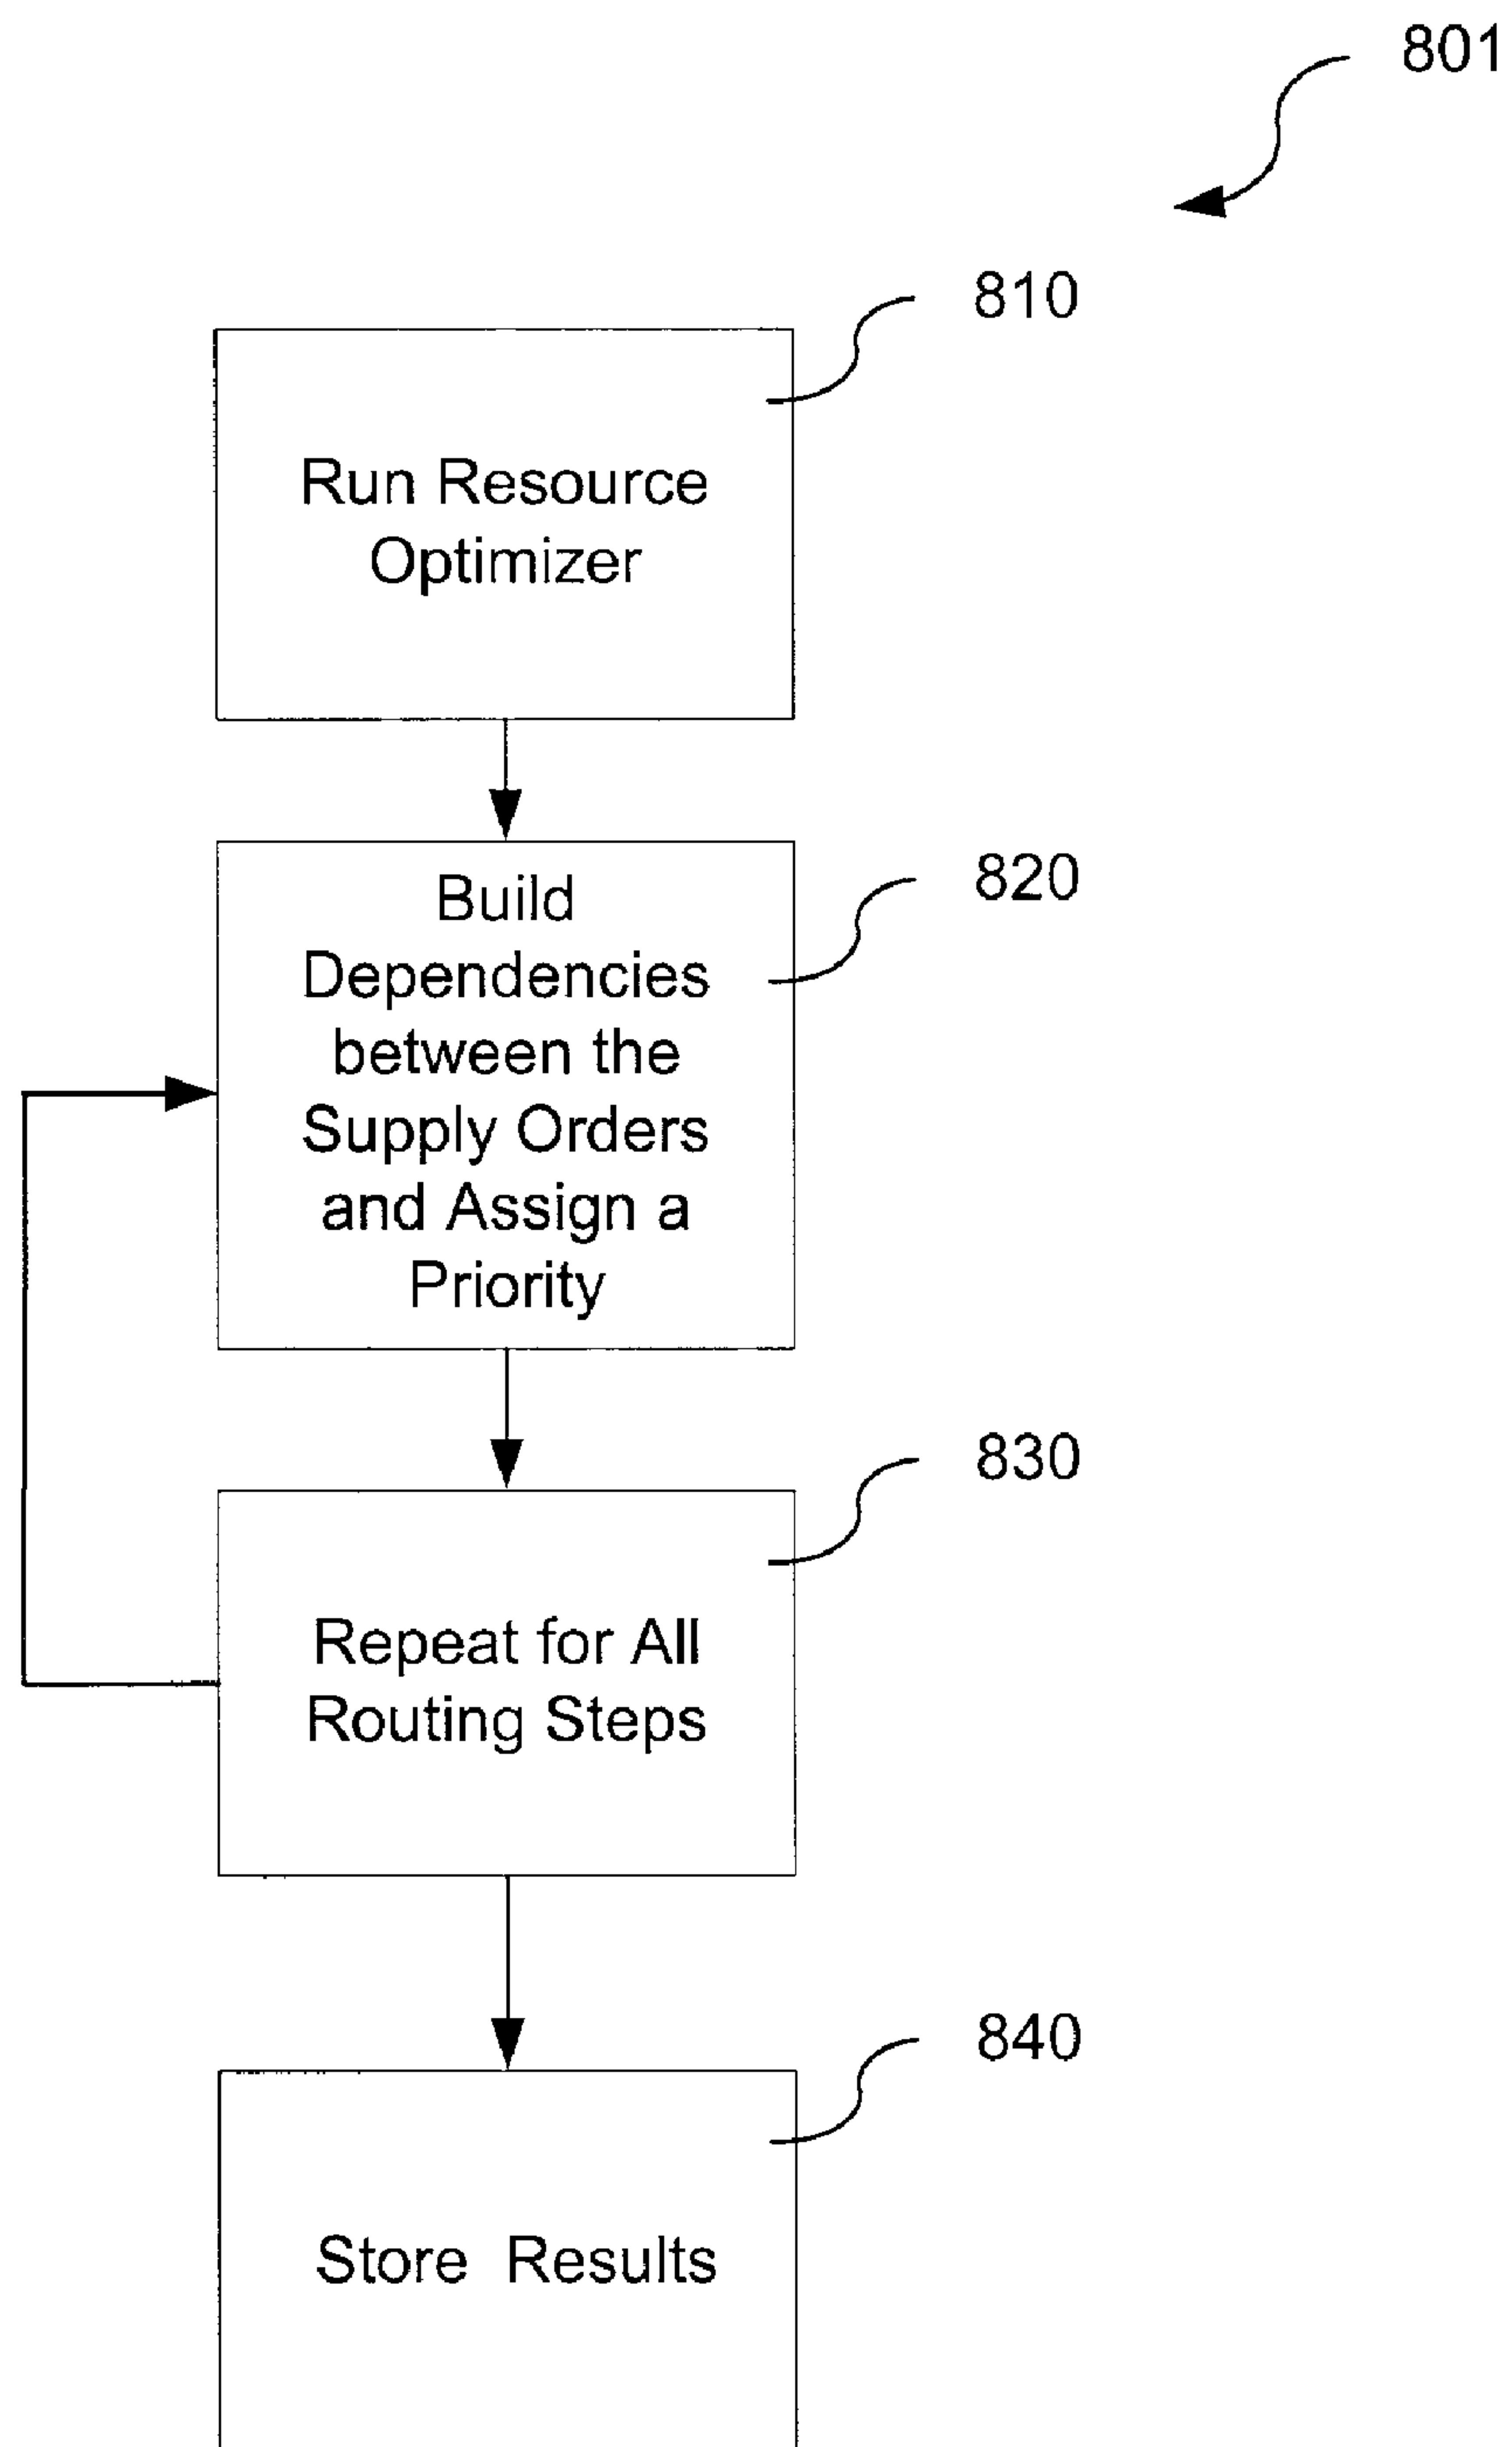 801
810
Run Resource
Optimizer
820
Build
Dependencies
between the
Supply Orders
and Assign a
Priority
830
Repeat for All
Routing Steps
840
Store Results